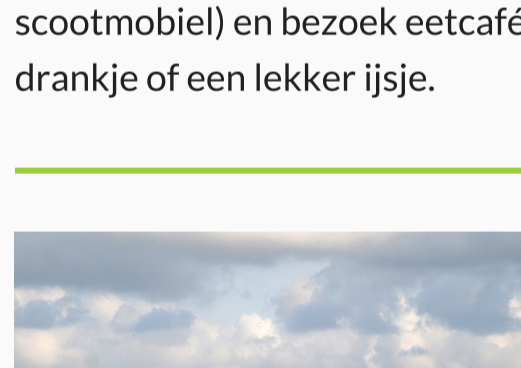 scootmobiel) en bezoek eetcafé
drankje of een lekker ijsje.